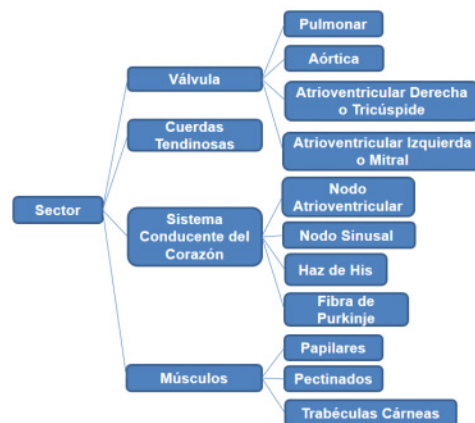 Sector
Válvula
Pulmonar
Aórtica
Atrioventricular Derecha
o Tricúspide
Atrioventricular Izquierda
o Mitral
Cuerdas
Tendinosas
Sistema
Conducente del
Corazón
Nodo
Atrioventricular
Nodo Sinusal
Haz de His
Fibra de
Purkinje
Músculos
Papilares
Pectinados
Trabéculas Cárneas